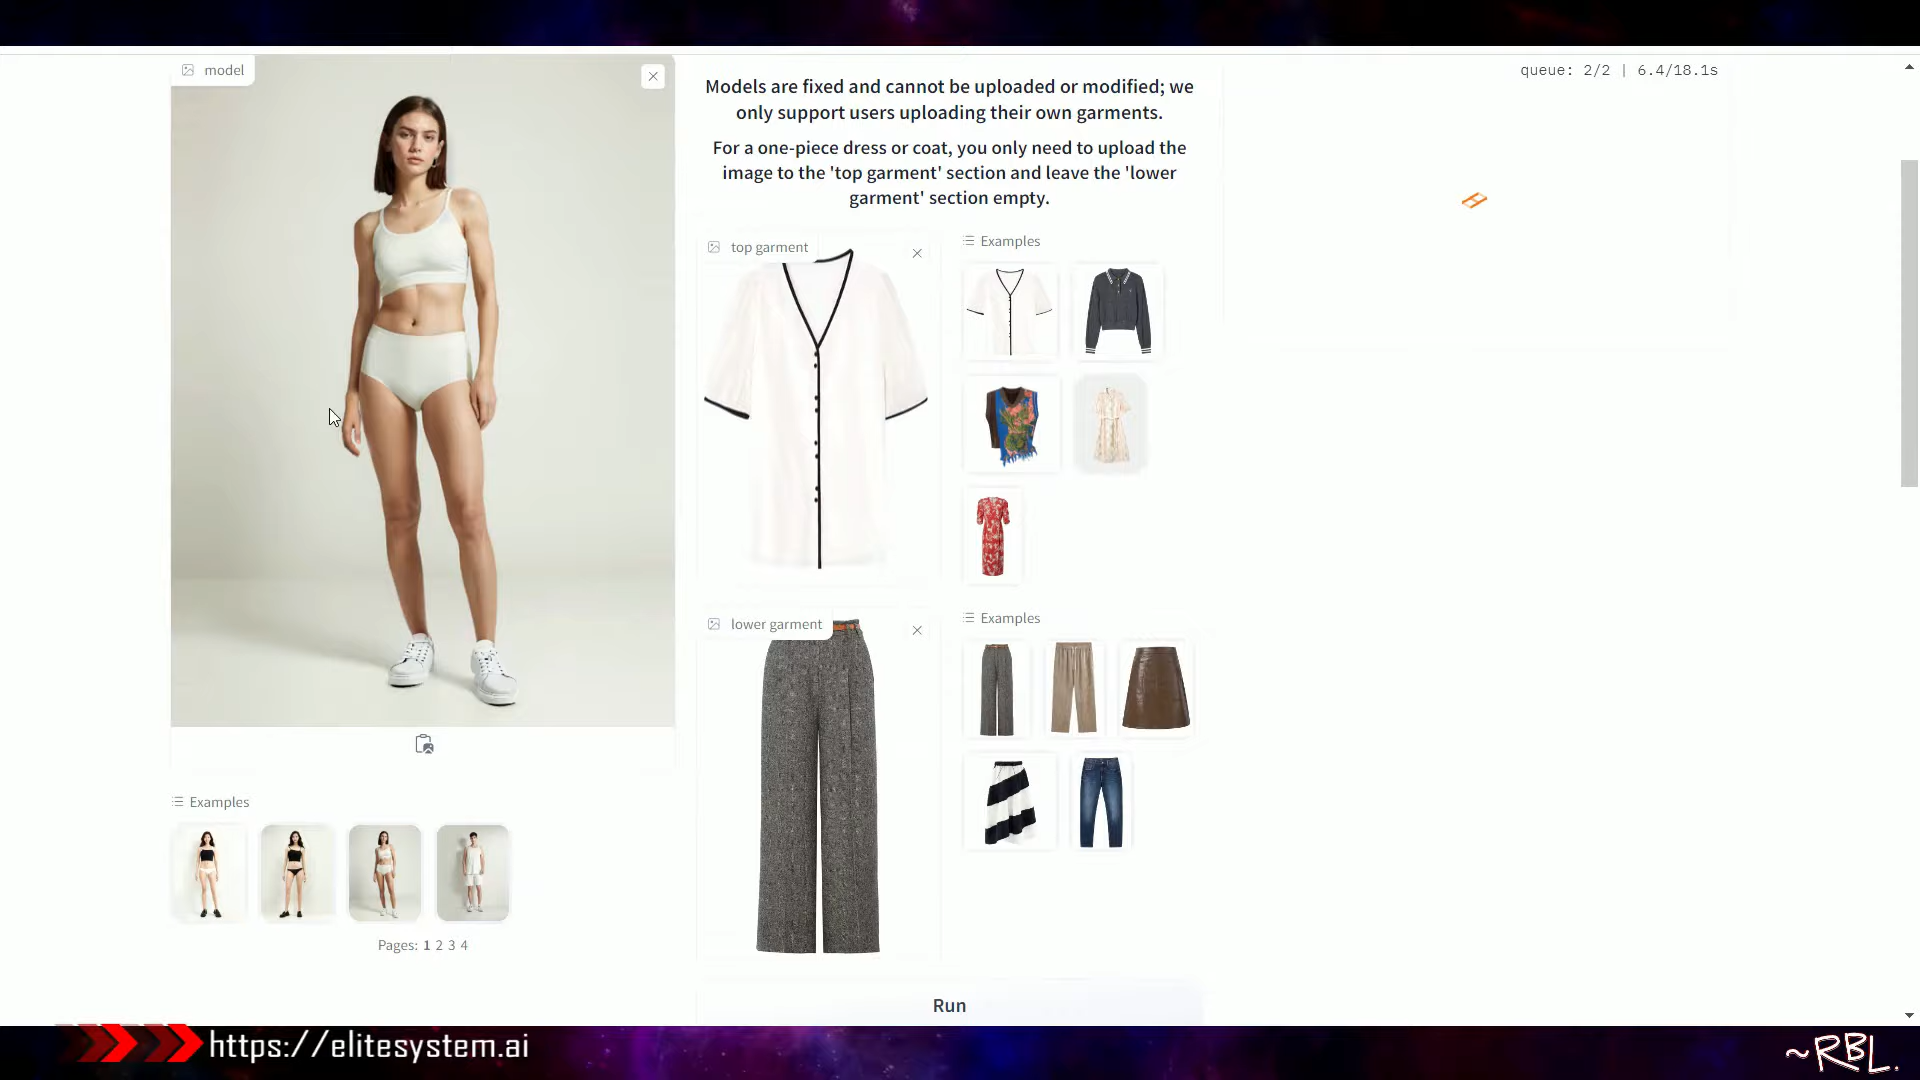 model
Models are fixed and cannot be uploaded or modified; we
only support users uploading their own garments.
For a one-piece dress or coat, you only need to upload the
image to the 'top garment' section and leave the 'lower
garment' section empty.
queue: 2/2 | 6.4/18.1s
top garment
Examples
lower garment
Examples
Examples
Pages: 1 2 3 4
Run
https://elitesystem.ai
~RBL.